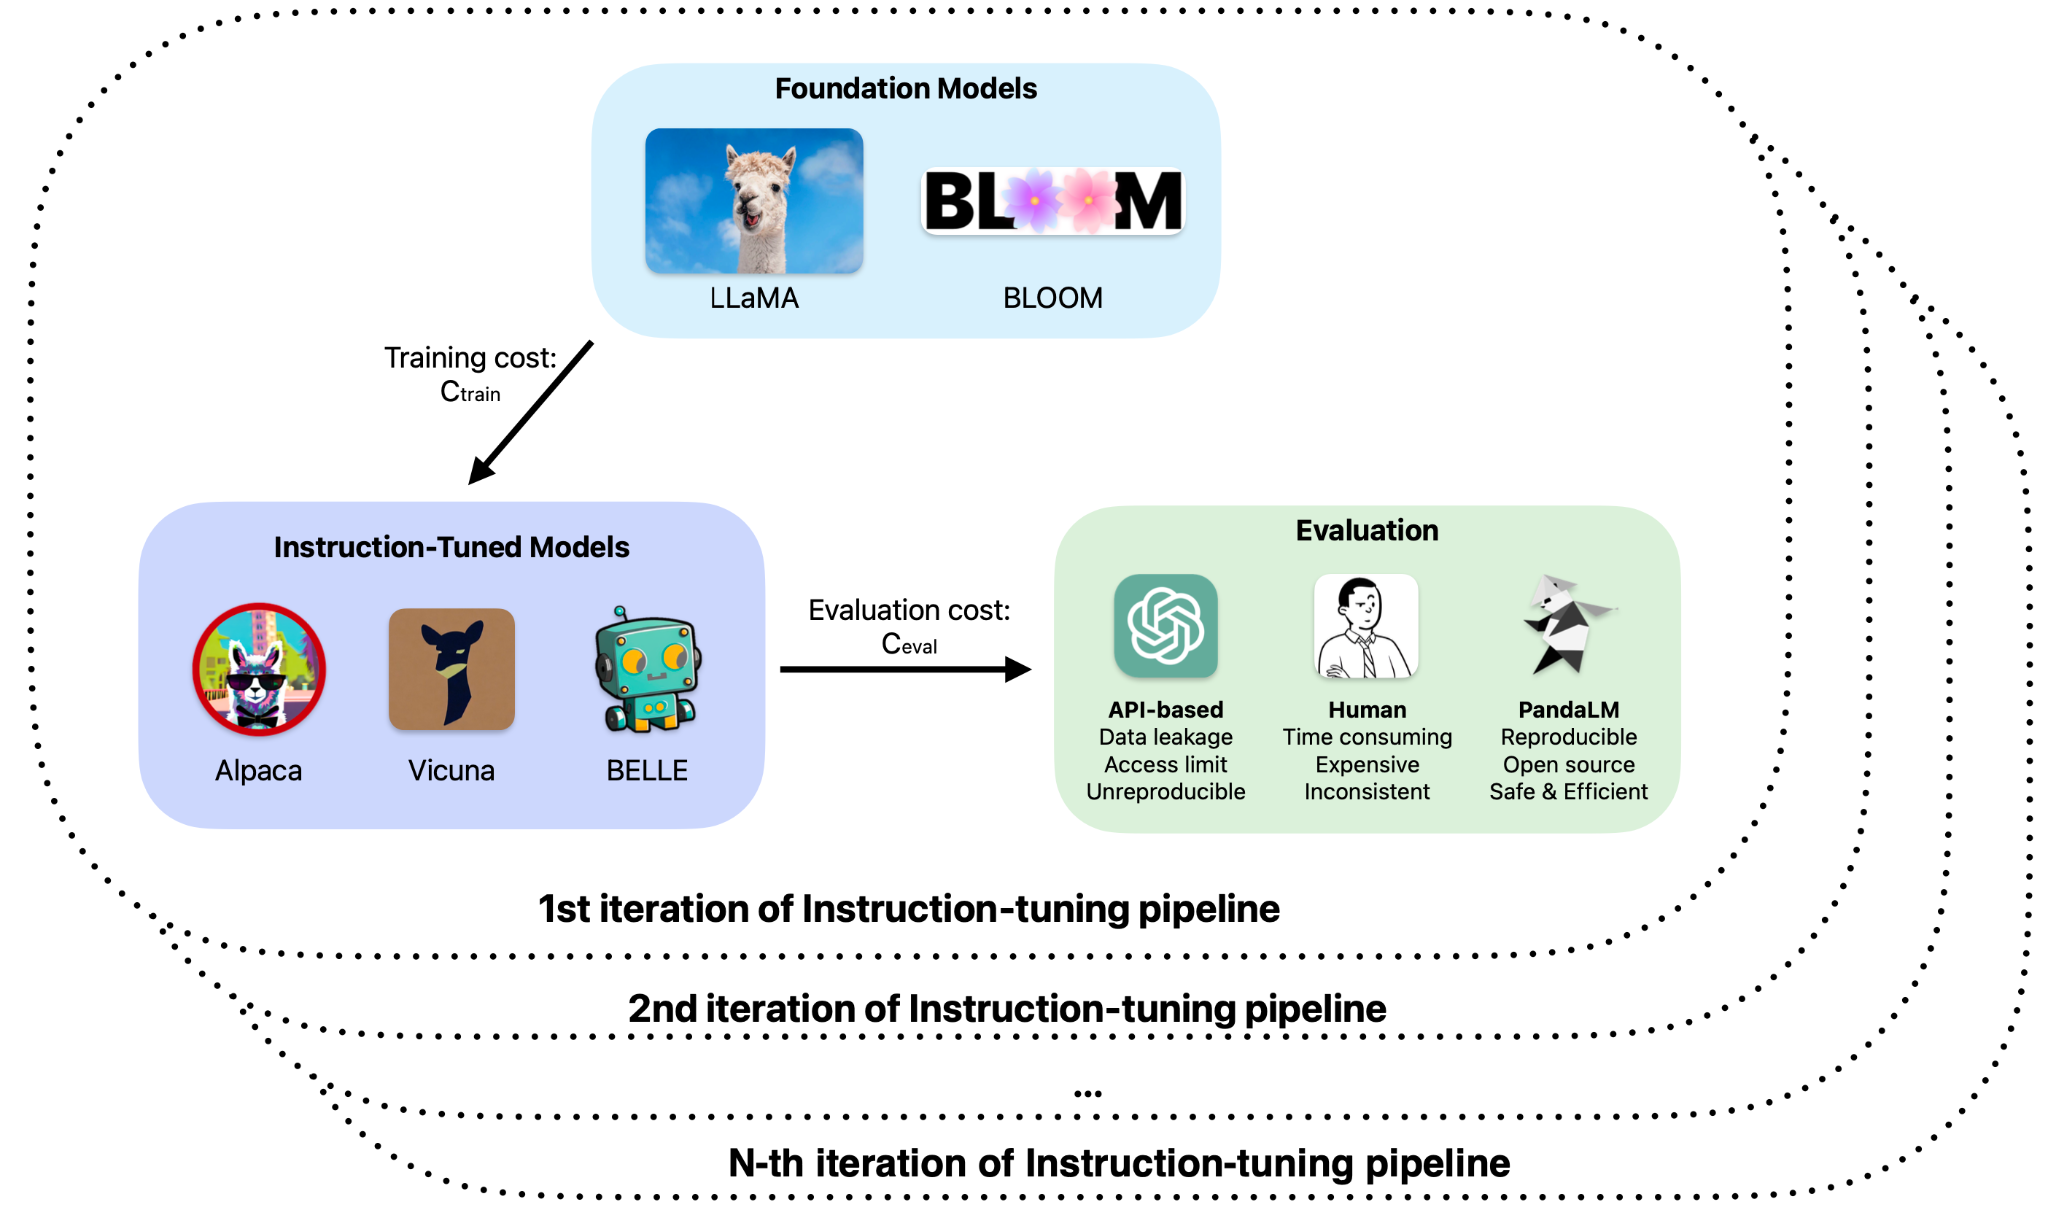 Foundation Models
BLOOM
LLaMA
BLOOM
Training cost:
Ctrain
Instruction-Tuned Models
Alpaca
Vicuna
BELLE
Evaluation cost:
Ceval
Evaluation
API-based
Data leakage
Access limit
Unreproducible
Human
Time consuming
Expensive
Inconsistent
PandaLM
Reproducible
Open source
Safe & Efficient
1st iteration of Instruction-tuning pipeline
2nd iteration of Instruction-tuning pipeline
...
N-th iteration of Instruction-tuning pipeline